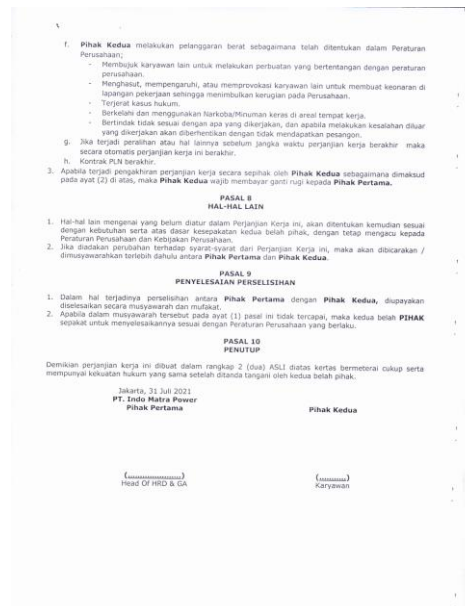 f. Pihak Kedua melakukan pelanggaran berat sebagaimana telah ditentukan dalam Peraturan
Perusahaan;
- Membujuk karyawan lain untuk melakukan perbuatan yang bertentangan dengan peraturan
perusahaan.
- Menghasut, mempengaruhi, atau memprovokasi karyawan lain untuk membuat keonaran di
lapangan pekerjaan sehingga menimbulkan kerugian pada Perusahaan.
- Terjerat kasus hukum.
- Berkelahi dan menggunakan Narkoba/Minuman keras di areal tempat kerja.
- Bertindak tidak sesuai dengan apa yang dikerjakan, dan apabila melakukan kesalahan diluar
yang dikerjakan akan diberhentikan dengan tidak mendapatkan pesangon.
g. Jika terjadi peralihan atau hal lainnya sebelum jangka waktu perjanjian kerja berakhir maka
secara otomatis perjanjian kerja ini berakhir.
h. Kontrak PLN berakhir.
3. Apabila terjadi pengakhiran perjanjian kerja secara sepihak oleh Pihak Kedua sebagaimana dimaksud
pada ayat (2) di atas, maka Pihak Kedua wajib membayar ganti rugi kepada Pihak Pertama.
PASAL 8
HAL-HAL LAIN
1. Hal-hal lain mengenai yang belum diatur dalam Perjanjian Kerja ini, akan ditentukan kemudian sesuai
dengan kebutuhan serta atas dasar kesepakatan kedua belah pihak, dengan tetap mengacu kepada
Peraturan Perusahaan dan Kebijakan Perusahaan.
2. Jika diadakan perubahan terhadap syarat-syarat dari Perjanjian Kerja ini, maka akan dibicarakan /
dimusyawarahkan terlebih dahulu antara Pihak Pertama dan Pihak Kedua.
PASAL 9
PENYELESAIAN PERSELISIHAN
1. Dalam hal terjadinya perselisihan antara Pihak Pertama dengan Pihak Kedua, diupayakan
diselesaikan secara musyawarah dan mufakat.
2. Apabila dalam musyawarah tersebut pada ayat (1) pasal ini tidak tercapai, maka kedua belah PIHAK
sepakat untuk menyelesaikannya sesuai dengan Peraturan Perusahaan yang berlaku.
PASAL 10
PENUTUP
Demikian perjanjian kerja ini dibuat dalam rangkap 2 (dua) ASLI diatas kertas bermeterai cukup serta
mempunyai kekuatan hukum yang sama setelah ditanda tangani oleh kedua belah pihak.
Jakarta, 31 Juli 2021
PT. Indo Matra Power
Pihak Pertama
Pihak Kedua
(......................)
Head Of HRD & GA
(............)
Karyawan